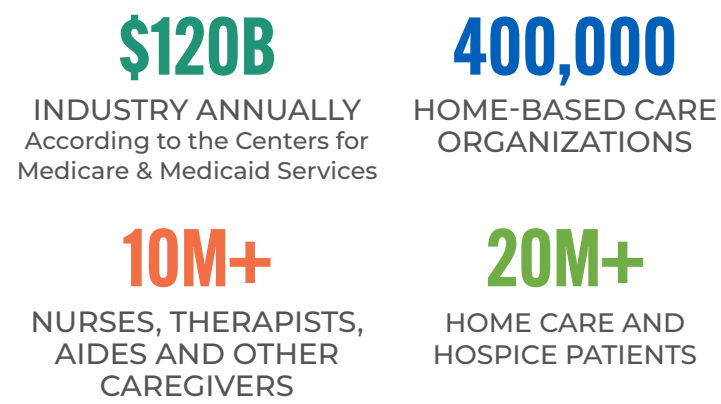 $120B
INDUSTRY ANNUALLY
According to the Centers for
Medicare & Medicaid Services
400,000
HOME-BASED CARE
ORGANIZATIONS
10M+
NURSES, THERAPISTS,
AIDES AND OTHER
CAREGIVERS
20M+
HOME CARE AND
HOSPICE PATIENTS